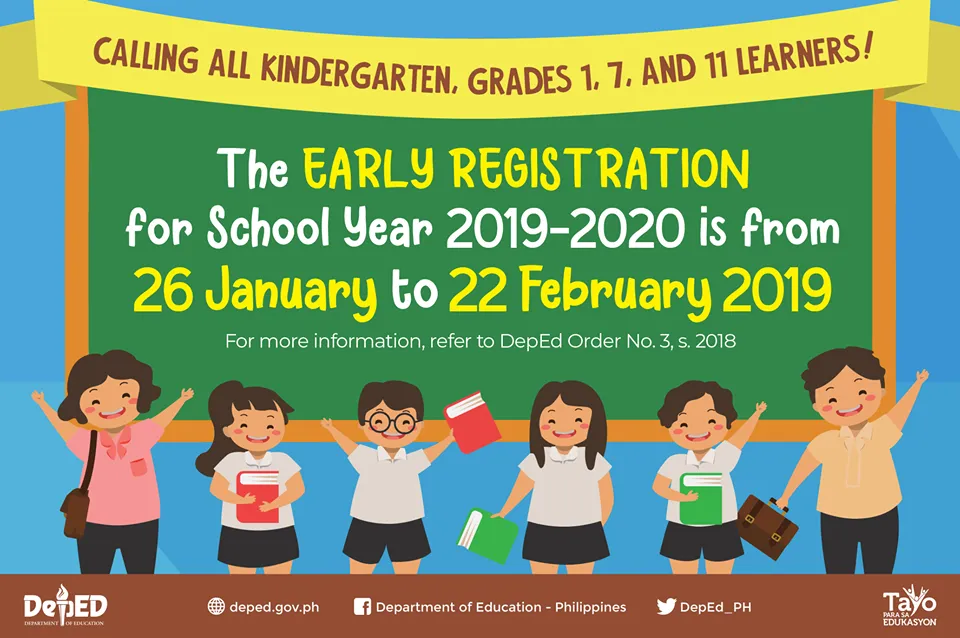 CALLING ALL KINDERGARTEN, GRADES 1, 7, AND 11 LEARNERS!
The EARLY REGISTRATION
for School Year 2019-2020 is from
26 January to 22 February 2019
For more information, refer to DepEd Order No. 3, s. 2018
DepED
DEPARTMENT OF EDUCATION
deped.gov.ph
Department of Education - Philippines
DepEd_PH
Tayo
PARA SA
EDUKASYON